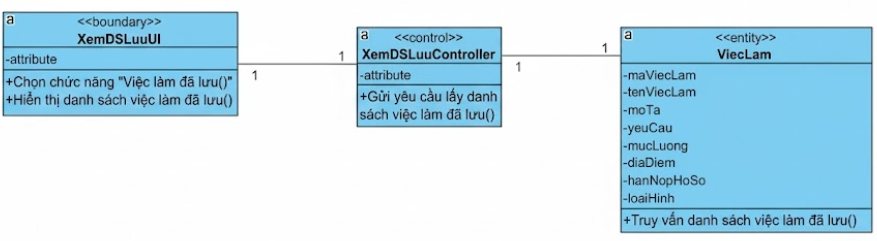 a
<<boundary>>
XemDSLuuUI
-attribute
+Chọn chức năng "Việc làm đã lưu()"
+Hiển thị danh sách việc làm đã lưu()
1
1
a
<<control>>
XemDSLuuController
-attribute
+Gửi yêu cầu lấy danh
sách việc làm đã lưu()
1
1
a
<<entity>>
ViecLam
-maViecLam
-tenViecLam
-moTa
-yeuCau
-mucLuong
-diaDiem
-hanNopHoSo
-loaiHinh
+Truy vấn danh sách việc làm đã lưu()